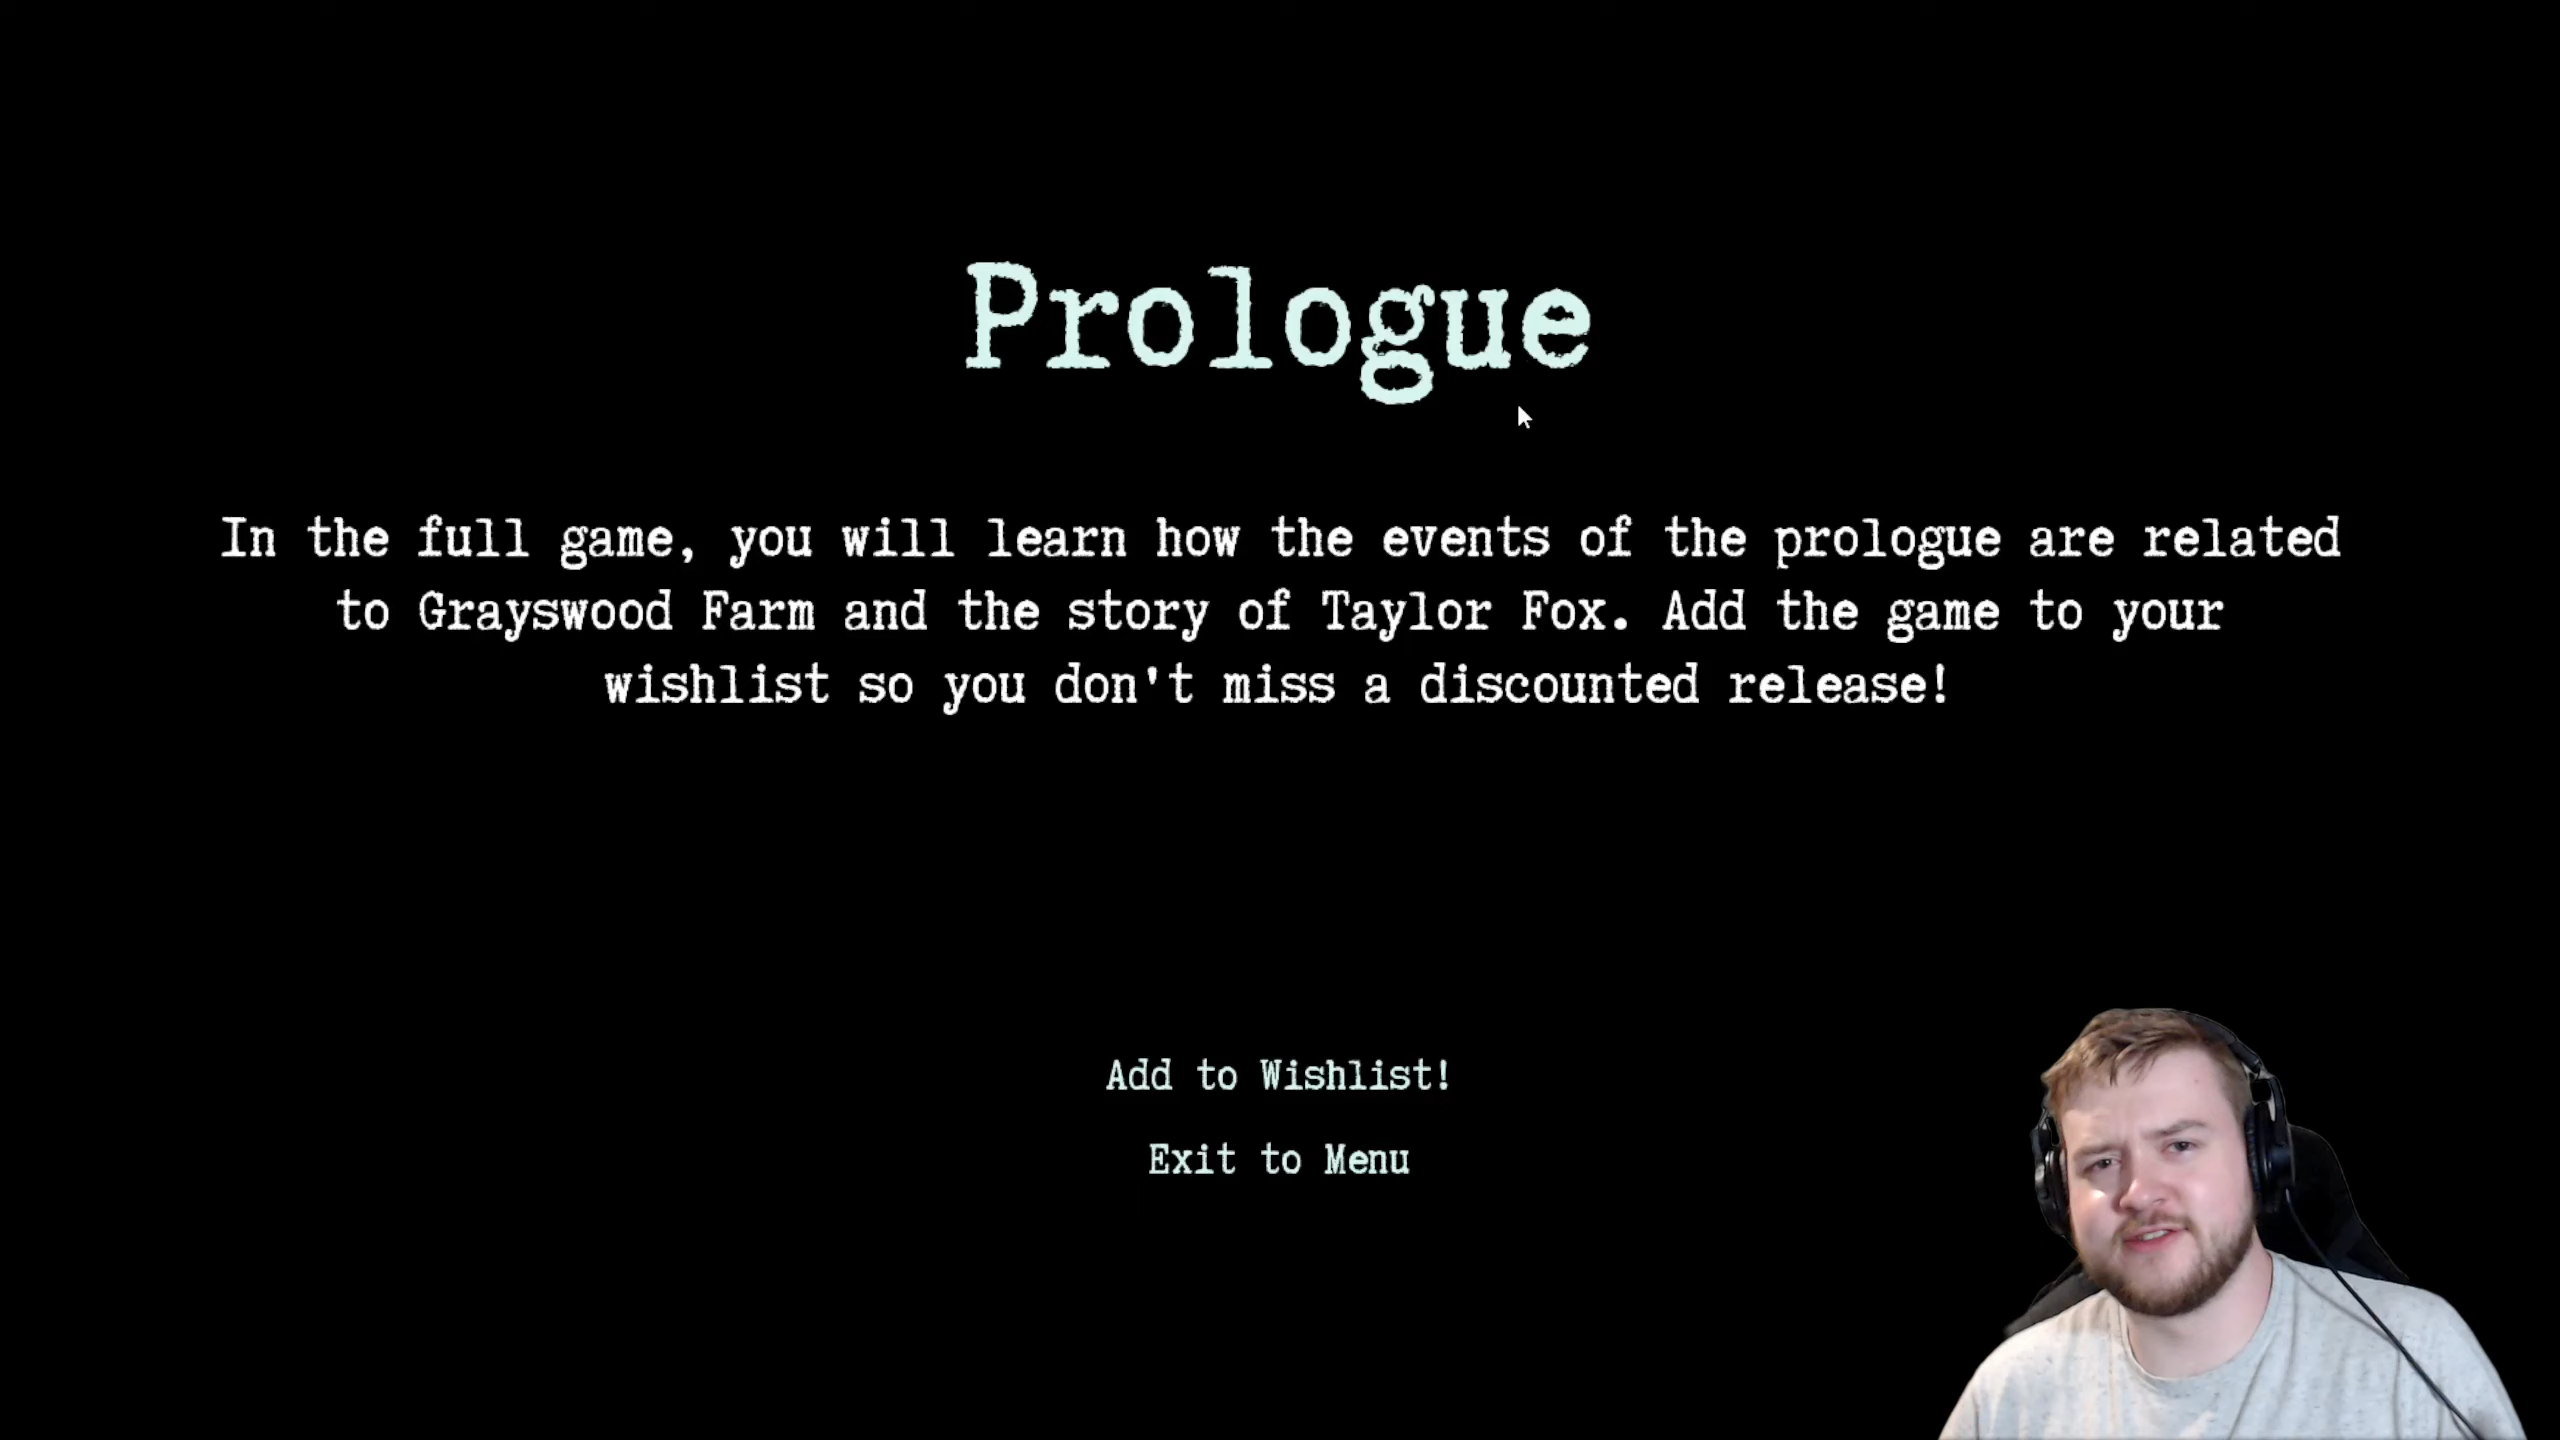 Prologue
In the full game, you will learn how the events of the prologue are related
to Grayswood Farm and the story of Taylor Fox. Add the game to your
wishlist so you don't miss a discounted release!
Add to Wishlist!
Exit to Menu